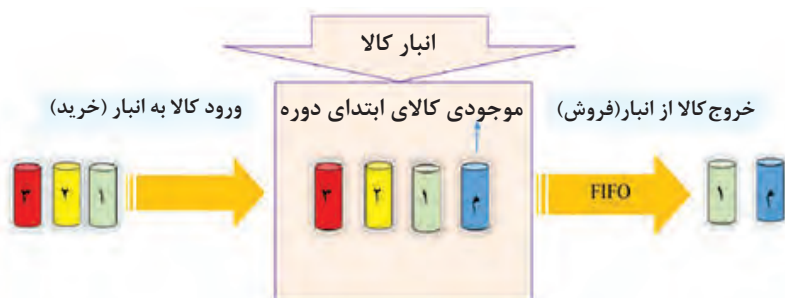 انبار کالا
خروج کالا از انبار(فروش)
موجودی کالای ابتدای دوره
ورود کالا به انبار (خرید)
م
۱
FIFO
م
۱
۲
۳
۱
۲
۳